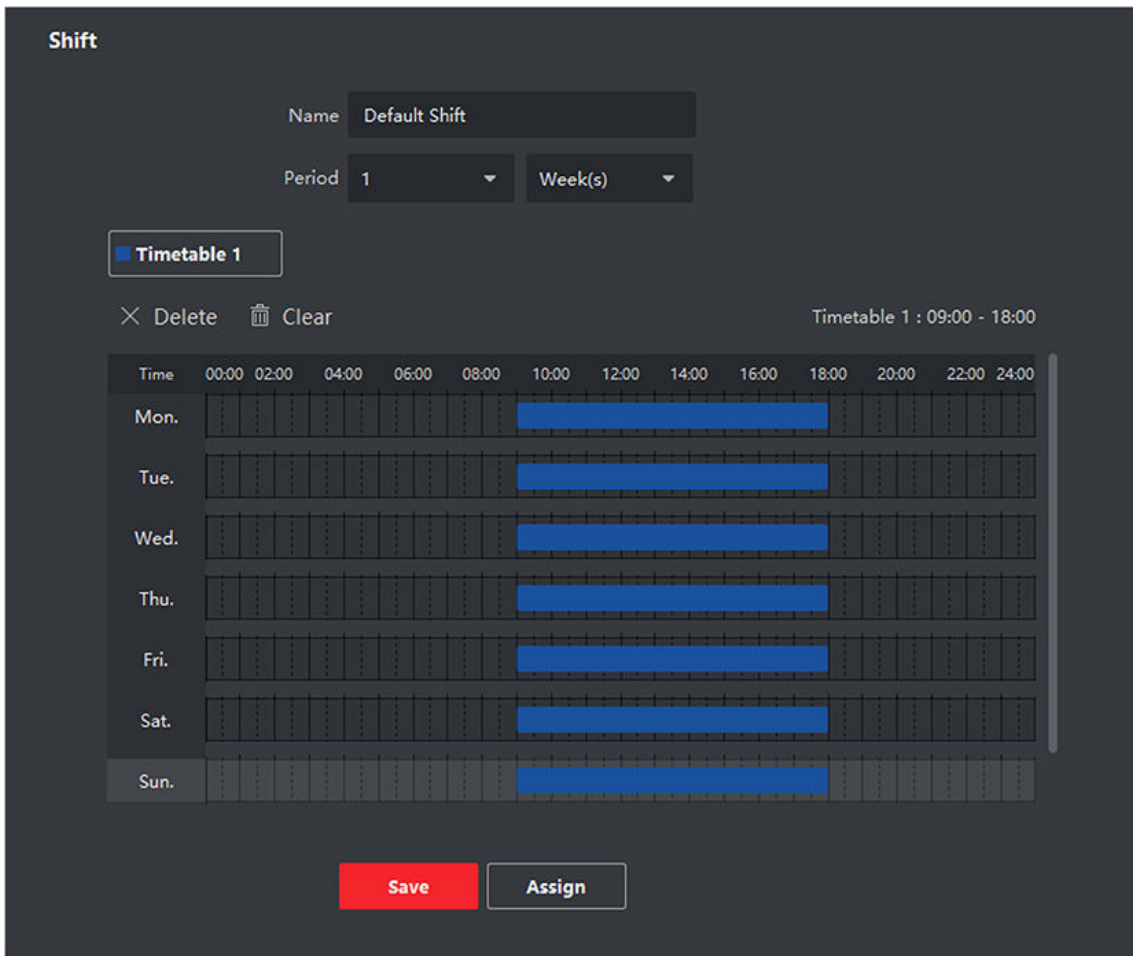 Shift
Name Default Shift
Period 1 Week(s)
Timetable 1
Delete Clear Timetable 1 : 09:00 - 18:00
Time 00:00 02:00 04:00 06:00 08:00 10:00 12:00 14:00 16:00 18:00 20:00 22:00 24:00
Mon.
Tue.
Wed.
Thu.
Fri.
Sat.
Sun.
Save Assign